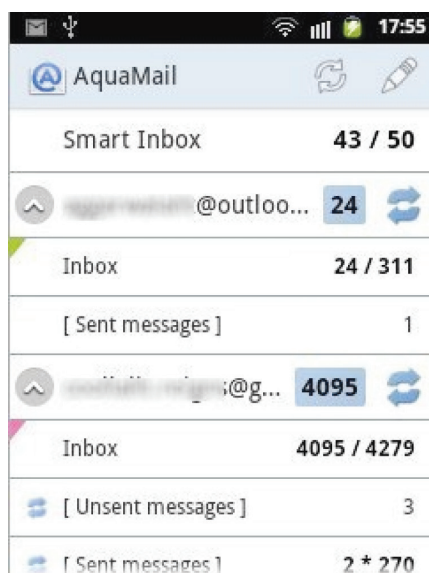 17:55
AquaMail
Smart Inbox 43 / 50
@outloo... 24
Inbox 24 / 311
[ Sent messages ] 1
@g... 4095
Inbox 4095 / 4279
[ Unsent messages ] 3
[ Sent messages ] 2 * 270